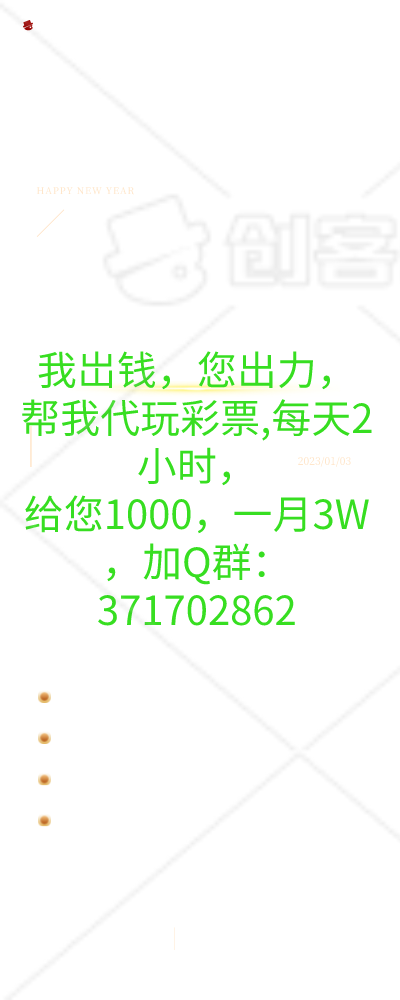 HAPPY NEW YEAR
创客
我出钱，您出力，
帮我代玩彩票,每天2
小时，
2023/01/03
给您1000，一月3W
，加Q群：
371702862